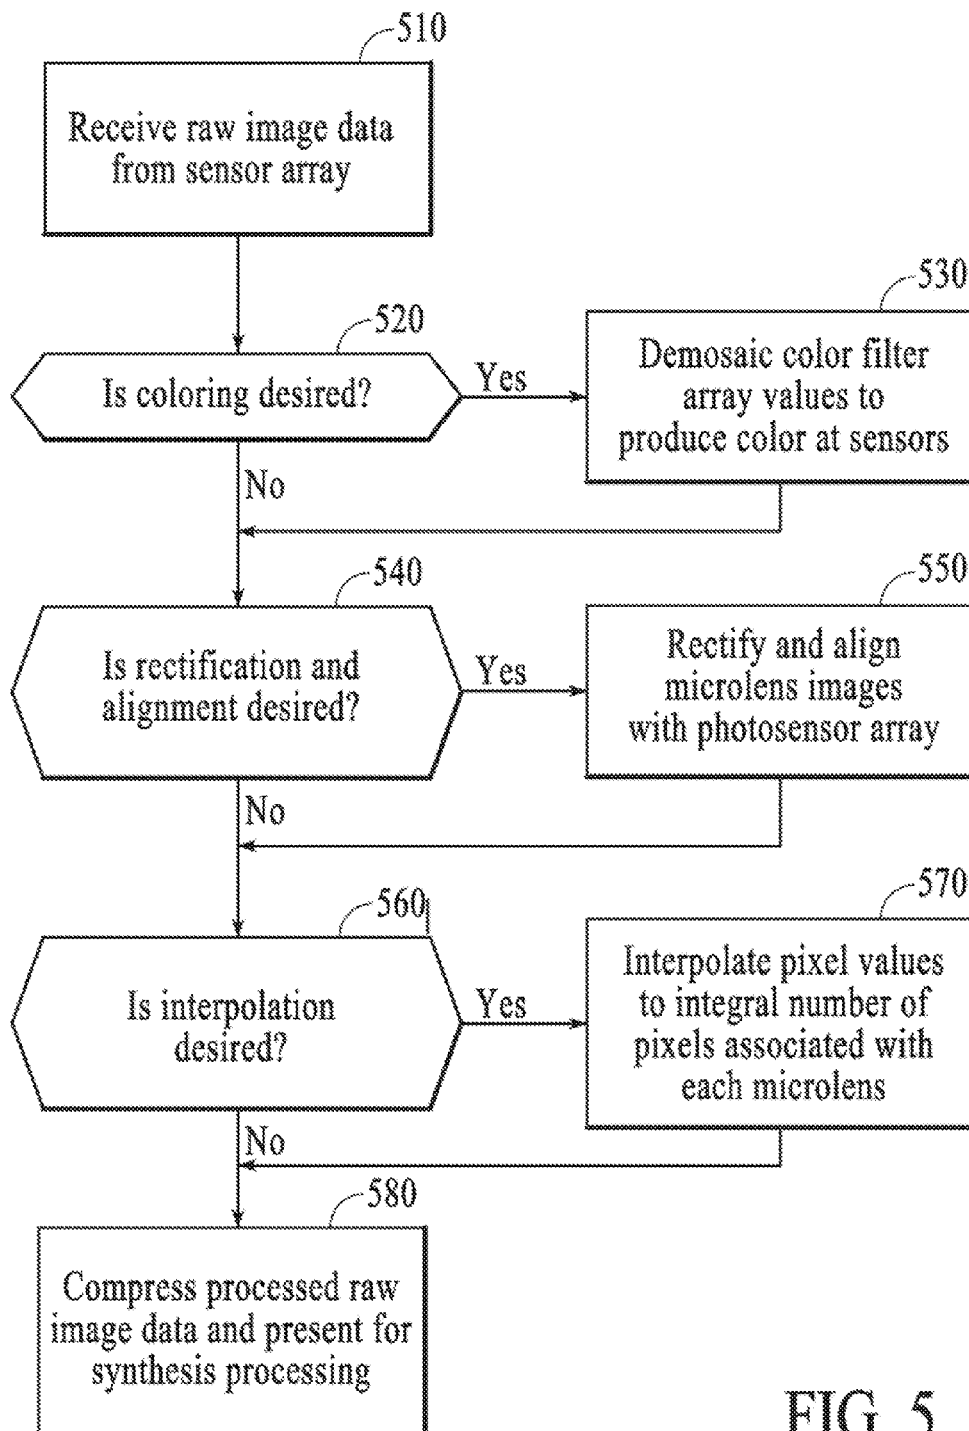 510
Receive raw image data
from sensor array
520
Is coloring desired?
Yes
No
530
Demosaic color filter
array values to
produce color at sensors
540
Is rectification and
alignment desired?
Yes
No
550
Rectify and align
microlens images
with photosensor array
560
Is interpolation
desired?
Yes
No
570
Interpolate pixel values
to integral number of
pixels associated with
each microlens
580
Compress processed raw
image data and present for
synthesis processing
FIG. 5